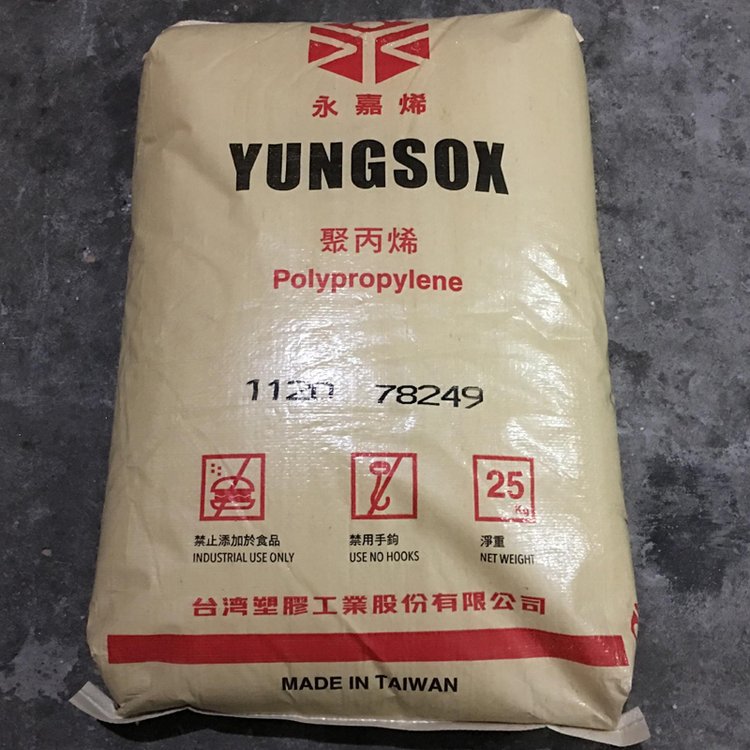 永嘉烯
YUNGSOX
聚丙烯
Polypropylene
1120 78249
25
Kg
禁止添加於食品
INDUSTRIAL USE ONLY
禁用手鉤
USE NO HOOKS
淨重
NET WEIGHT
台湾塑膠工業股份有限公司
MADE IN TAIWAN